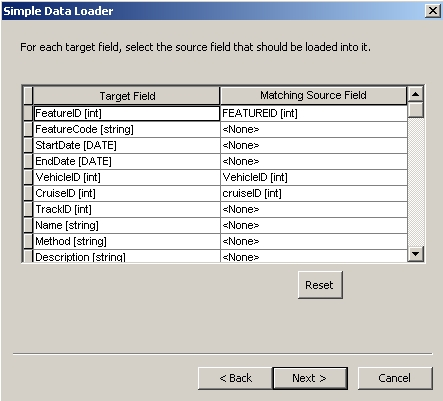 Simple Data Loader
For each target field, select the source field that should be loaded into it.
Target Field Matching Source Field
FeatureID [int] FEATUREID [int]
FeatureCode [string] <None>
StartDate [DATE] <None>
EndDate [DATE] <None>
VehicleID [int] VehicleID [int]
CruiseID [int] cruiseID [int]
TrackID [int] <None>
Name [string] <None>
Method [string] <None>
Description [string] <None>
Reset
< Back Next > Cancel